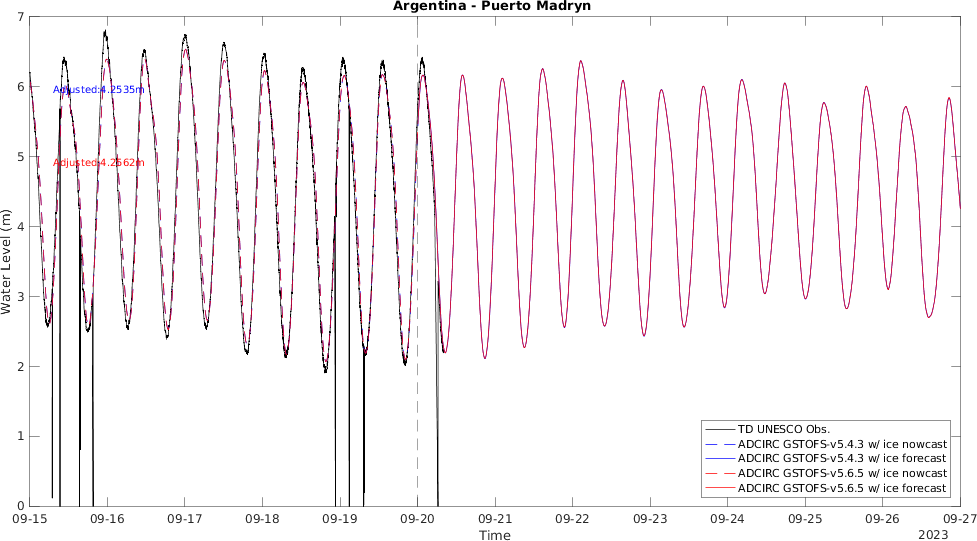 Argentina - Puerto Madryn
7
6
5
4
3
2
1
0
Water Level (m)
Adjusted:4.2535m
Adjusted:4.2562m
TD UNESCO Obs.
ADCIRC GSTOFS-v5.4.3 w/ ice nowcast
ADCIRC GSTOFS-v5.4.3 w/ ice forecast
ADCIRC GSTOFS-v5.6.5 w/ ice nowcast
ADCIRC GSTOFS-v5.6.5 w/ ice forecast
09-15 09-16 09-17 09-18 09-19 09-20 09-21 09-22 09-23 09-24 09-25 09-26 09-27
Time
2023